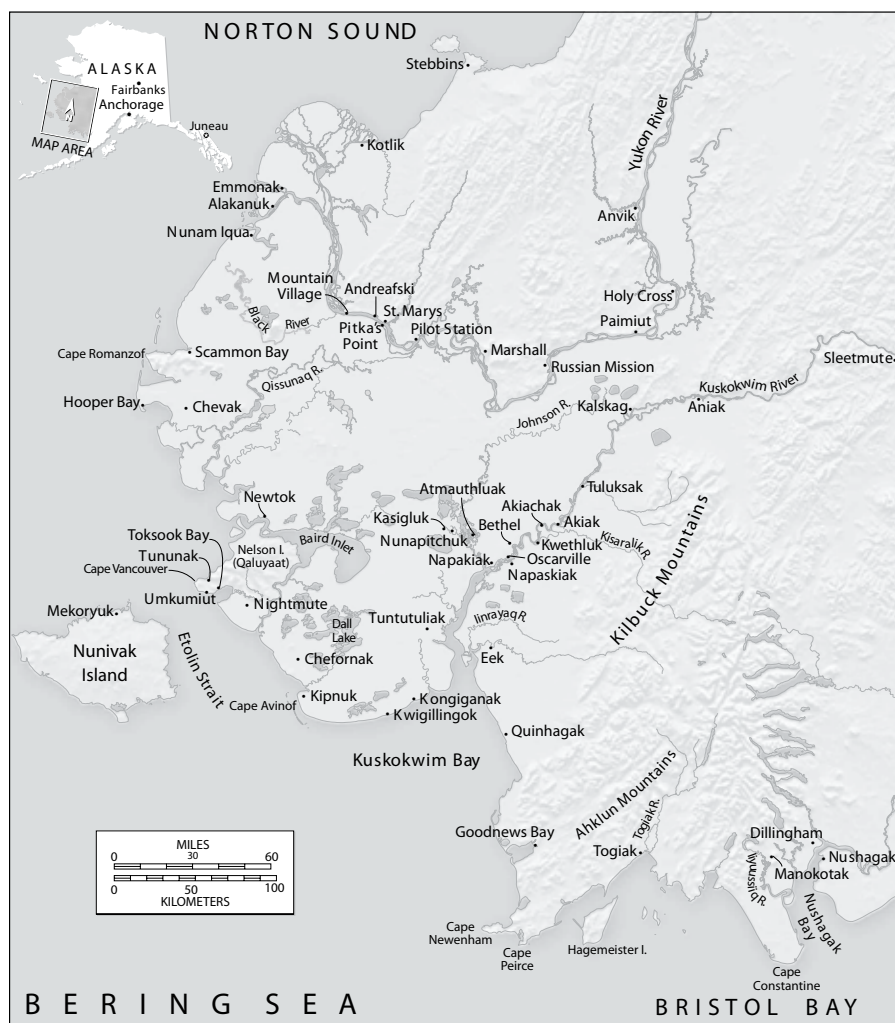 NORTON SOUND
Stebbins
ALASKA
Fairbanks
Anchorage
Juneau
MAP AREA
Yukon River
Kotlik
Emmonak
Alakanuk
Nunam Iqua
Anvik
Mountain
Village
Andreafski
St. Marys
Holy Cross
Black
River
Pitka's
Point
Pilot Station
Paimiut
Cape Romanzof
Scammon Bay
Marshall
Sleetmute
Russian Mission
Qissunaq R.
Kuskokwim River
Hooper Bay
Chevak
Johnson R.
Kalskag
Aniak
Newtok
Atmauthluak
Tuluksak
Akiachak
Kasigluk
Bethel
Akiak
Toksook Bay
Baird Inlet
Nunapitchuk
Kwethluk
Kisaralik R.
Tununak
Nelson I.
(Qaluyaat)
Oscarville
Cape Vancouver
Napakiak
Napaskiak
Kilbuck Mountains
Umkumiut
Nightmute
Mekoryuk
Tuntutuliak
Iinrayaq R.
Dall
Lake
Nunivak
Island
Etolin Strait
Chefornak
Eek
Cape Avinof
Kipnuk
Kongiganak
Kwigillingok
Quinhagak
Kuskokwim Bay
Ahklun Mountains
Togiak R.
Goodnews Bay
Togiak
Dillingham
Nushagak
Manokotak
Iiyuussiiq R.
Nushagak
Bay
MILES
0 30 60
0 50 100
KILOMETERS
Cape
Newenham
Cape
Peirce
Hagemeister I.
Cape
Constantine
BERING SEA
BRISTOL BAY